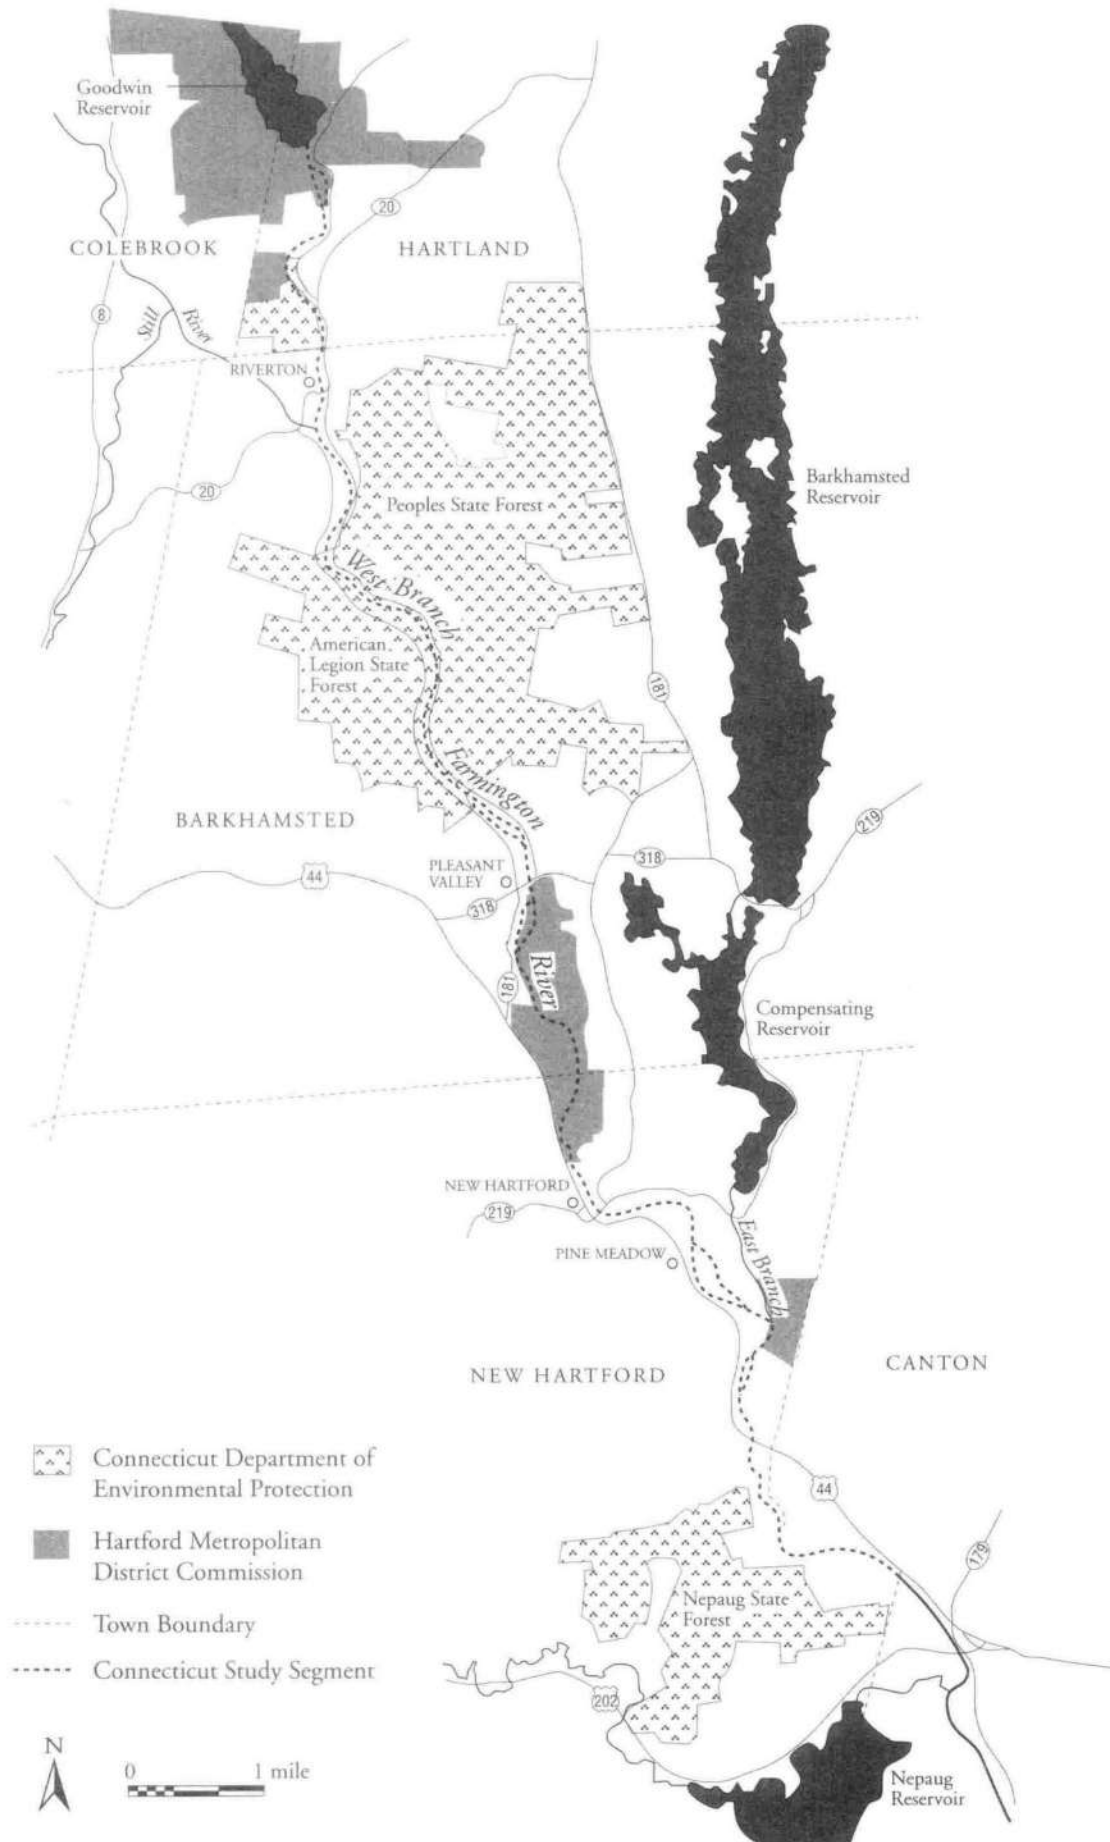 Goodwin
Reservoir
20
COLEBROOK
HARTLAND
8
Still
River
RIVERTON
20
Peoples State Forest
Barkhamsted
Reservoir
West Branch
American
Legion State
Forest
181
Farmington
BARKHAMSTED
219
44
PLEASANT
VALLEY
318
318
River
181
Compensating
Reservoir
NEW HARTFORD
219
East Branch
PINE MEADOW
NEW HARTFORD
CANTON
Connecticut Department of
Environmental Protection
44
Hartford Metropolitan
District Commission
179
Nepaug State
Forest
Town Boundary
Connecticut Study Segment
202
N
0
1 mile
Nepaug
Reservoir